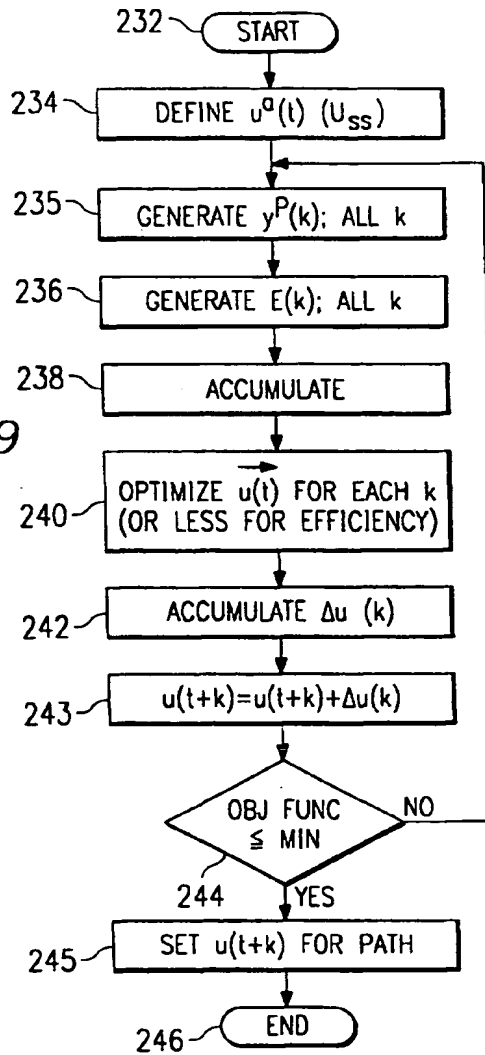 232
START
234
DEFINE uᵃ(t) (U_SS)
235
GENERATE yᴾ(k); ALL k
236
GENERATE E(k); ALL k
238
ACCUMULATE
9
240
OPTIMIZE u(t) FOR EACH k
(OR LESS FOR EFFICIENCY)
242
ACCUMULATE Δu (k)
243
u(t+k)=u(t+k)+Δu(k)
OBJ FUNC
≦ MIN
NO
244
YES
245
SET u(t+k) FOR PATH
246
END